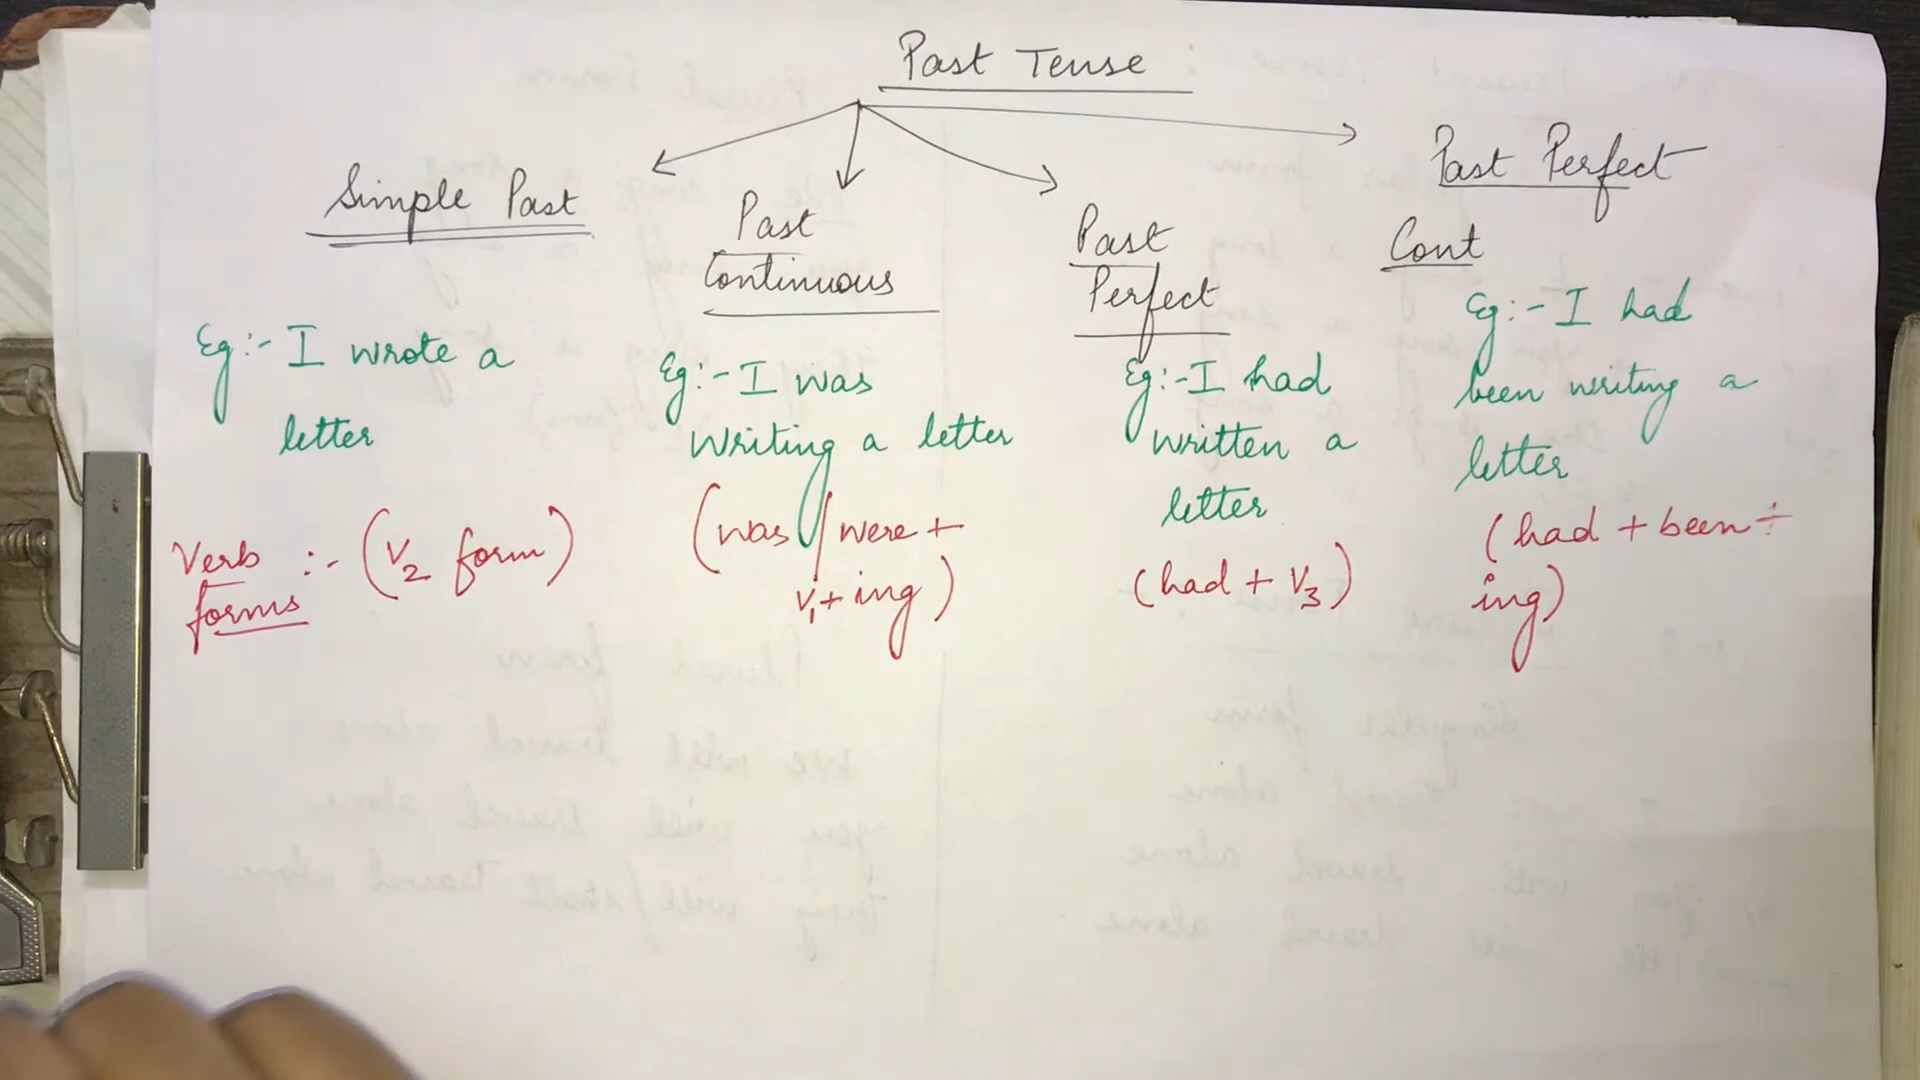 Past Tense
Simple Past
Eg:- I wrote a
letter
Verb forms :- (V2 form)
Past
Continuous
Eg:- I was
writing a letter
(was/were +
V1+ing)
Past
Perfect
Eg:- I had
written a
letter
(had + V3)
Past Perfect
Cont
Eg:- I had
been writing a
letter
(had + been +
ing)